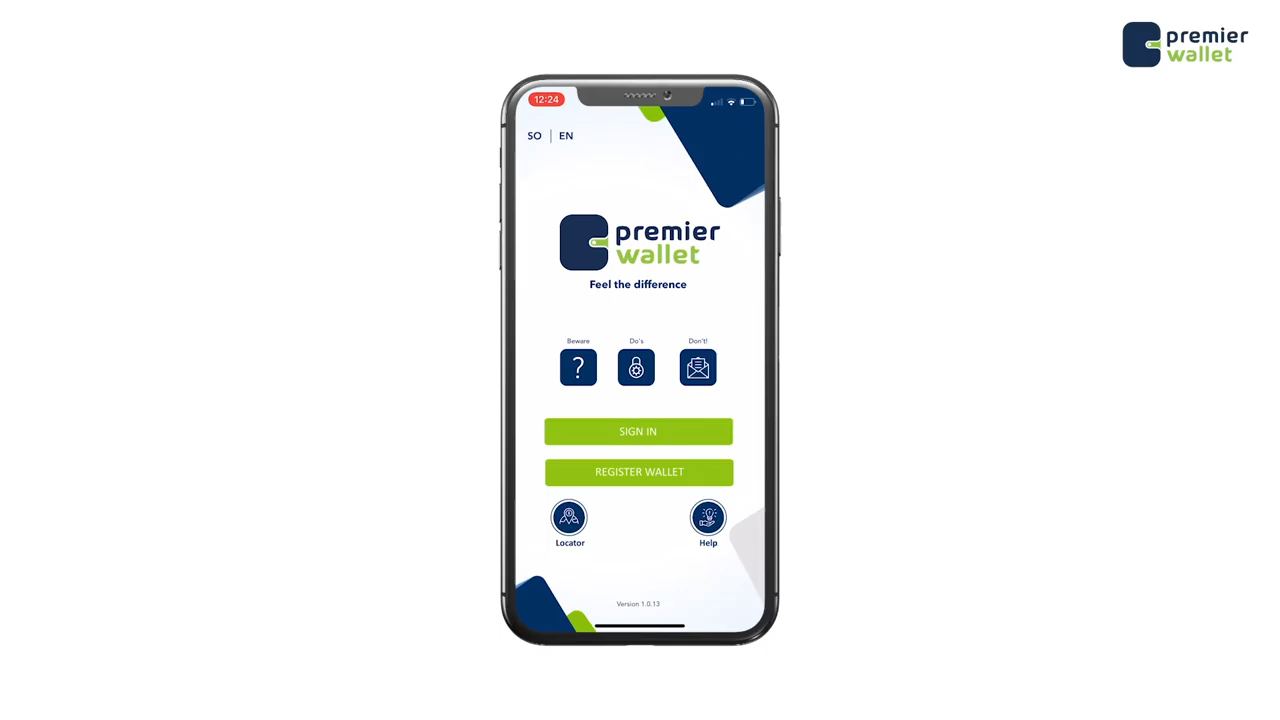 premier
wallet
12:24
SO | EN
premier
wallet
Feel the difference
Beware
Do's
Don't!
?
SIGN IN
REGISTER WALLET
Locator
Help
Version 1.0.13